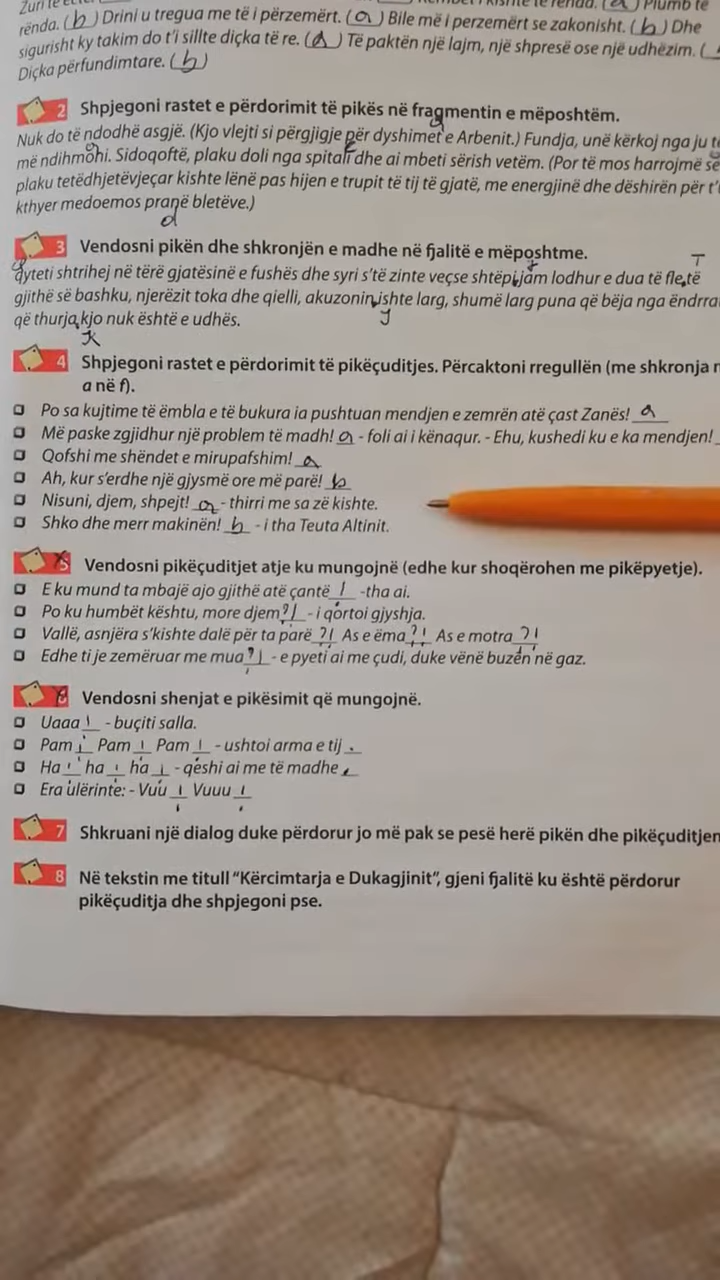 Zuri të
rënda. (b) Drini u tregua me të i përzemërt. (a) Bile më i perzemërt se zakonisht. (b) Dhe
sigurisht ky takim do t'i sillte diçka të re. (a) Të paktën një lajm, një shpresë ose një udhëzim. (
Diçka përfundimtare. (b)
2 Shpjegoni rastet e përdorimit të pikës në fragmentin e mëposhtëm.
Nuk do të ndodhë asgjë. (Kjo vlejti si përgjigje për dyshimet e Arbenit.) Fundja, unë kërkoj nga ju të
më ndihmohi. Sidoqoftë, plaku doli nga spitali dhe ai mbeti sërish vetëm. (Por të mos harrojmë se
plaku tetëdhjetëvjeçar kishte lënë pas hijen e trupit të tij të gjatë, me energjinë dhe dëshirën për t'u
kthyer medoemos pranë bletëve.)
d
3 Vendosni pikën dhe shkronjën e madhe në fjalitë e mëposhtme.
T
qyteti shtrihej në tërë gjatësinë e fushës dhe syri s'të zinte veçse shtëpi,jam lodhur e dua të fle,të
gjithë së bashku, njerëzit toka dhe qielli, akuzonin,ishte larg, shumë larg puna që bëja nga ëndrra
që thurja,kjo nuk është e udhës.
K
4 Shpjegoni rastet e përdorimit të pikëçuditjes. Përcaktoni rregullën (me shkronja
a në f).
Po sa kujtime të ëmbla e të bukura ia pushtuan mendjen e zemrën atë çast Zanës! a
Më paske zgjidhur një problem të madh! a - foli ai i kënaqur. - Ehu, kushedi ku e ka mendjen!
Qofshi me shëndet e mirupafshim! a
Ah, kur s'erdhe një gjysmë ore më parë! b
Nisuni, djem, shpejt! a - thirri me sa zë kishte.
Shko dhe merr makinën! b - i tha Teuta Altinit.
5 Vendosni pikëçuditjet atje ku mungojnë (edhe kur shoqërohen me pikëpyetje).
E ku mund ta mbajë ajo gjithë atë çantë ! -tha ai.
Po ku humbët kështu, more djem ?! - i qortoi gjyshja.
Vallë, asnjëra s'kishte dalë për ta parë ?! As e ëma ?! As e motra ?!
Edhe ti je zemëruar me mua ?! - e pyeti ai me çudi, duke vënë buzën në gaz.
6 Vendosni shenjat e pikësimit që mungojnë.
Uaaa ! - buçiti salla.
Pam ! Pam ! Pam ! - ushtoi arma e tij .
Ha ! ha ! ha ! - qeshi ai me të madhe .
Era ulërinte: - Vuu ! Vuuu !
7 Shkruani një dialog duke përdorur jo më pak se pesë herë pikën dhe pikëçuditjen
8 Në tekstin me titull "Kërcimtarja e Dukagjinit", gjeni fjalitë ku është përdorur
pikëçuditja dhe shpjegoni pse.